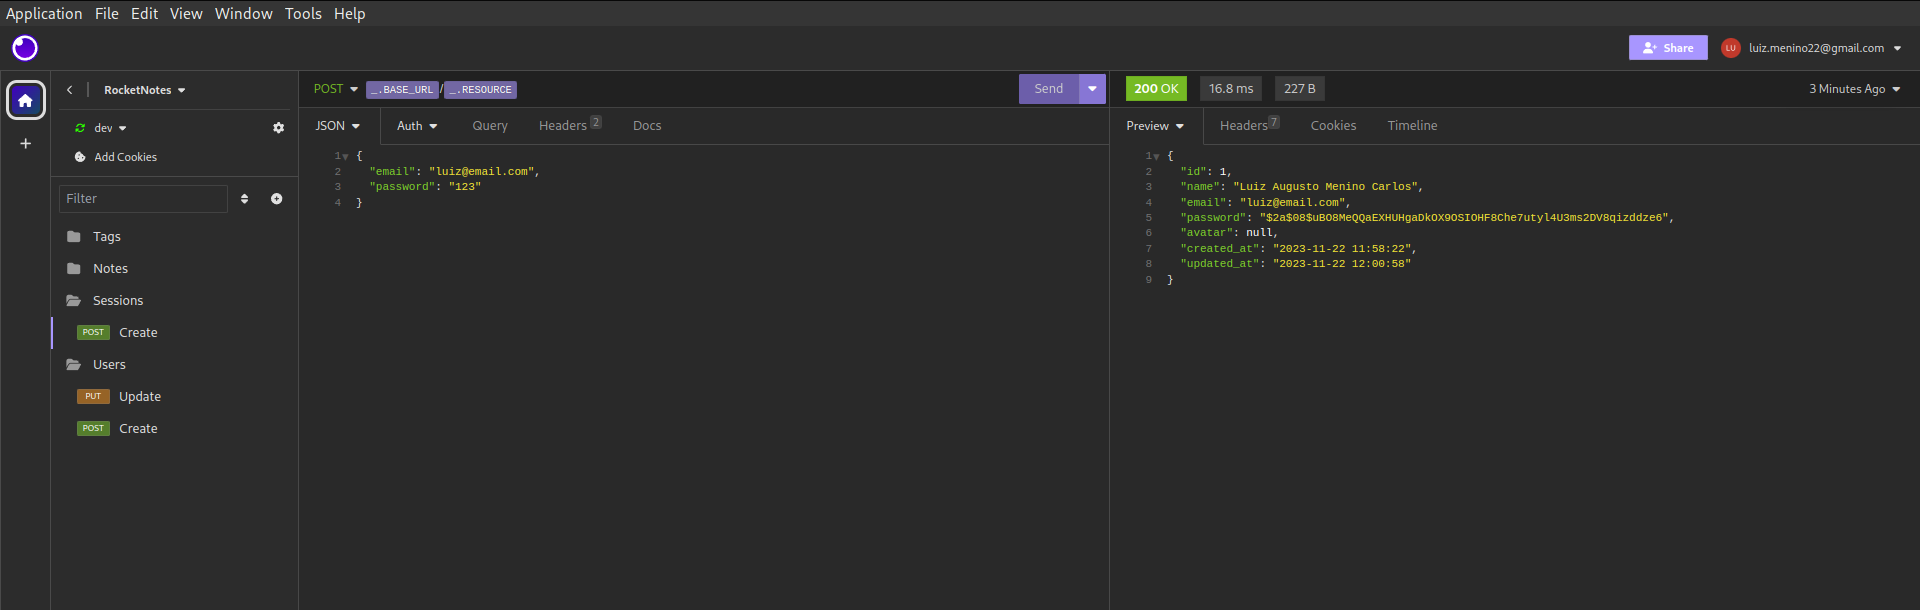 Application File Edit View Window Tools Help
Share LU luiz.menino22@gmail.com
RocketNotes
dev
Add Cookies
Filter
Tags
Notes
Sessions
POST Create
Users
PUT Update
POST Create
POST _.BASE_URL / _.RESOURCE Send
JSON Auth Query Headers 2 Docs
1 {
2 "email": "luiz@email.com",
3 "password": "123"
4 }
200 OK 16.8 ms 227 B 3 Minutes Ago
Preview Headers 7 Cookies Timeline
1 {
2 "id": 1,
3 "name": "Luiz Augusto Menino Carlos",
4 "email": "luiz@email.com",
5 "password": "$2a$08$uBO8MeQQaEXHUHgaDkOX9OSIOHF8Che7utyl4U3ms2DV8qizddze6",
6 "avatar": null,
7 "created_at": "2023-11-22 11:58:22",
8 "updated_at": "2023-11-22 12:00:58"
9 }